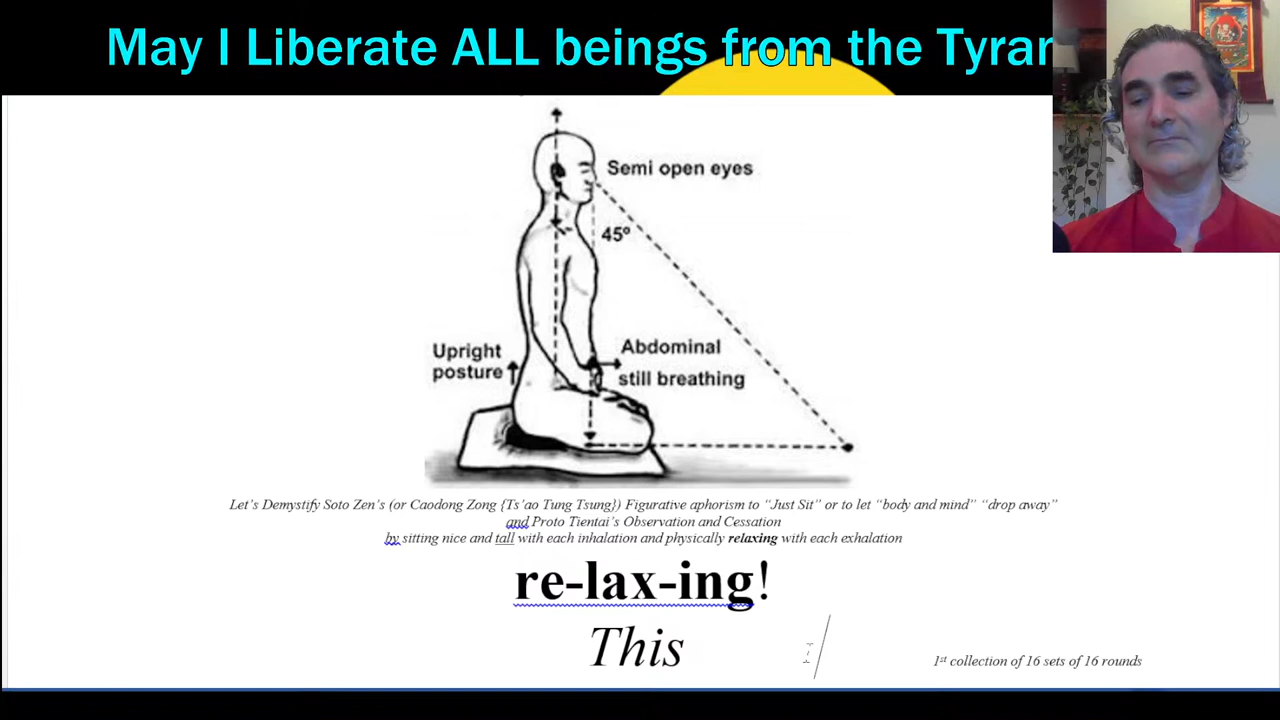 May I Liberate ALL beings from the
Semi open eyes
45º
Upright
posture
Abdominal
still breathing
Let’s Demystify Soto Zen’s (or Caodong Zong {Ts’ao Tung Tsung}) Figurative aphorism to “Just Sit” or to let “body and mind” “drop away”
and Proto Tientai’s Observation and Cessation
by sitting nice and tall with each inhalation and physically relaxing with each exhalation
re-lax-ing!
This
1st collection of 16 sets of 16 rounds